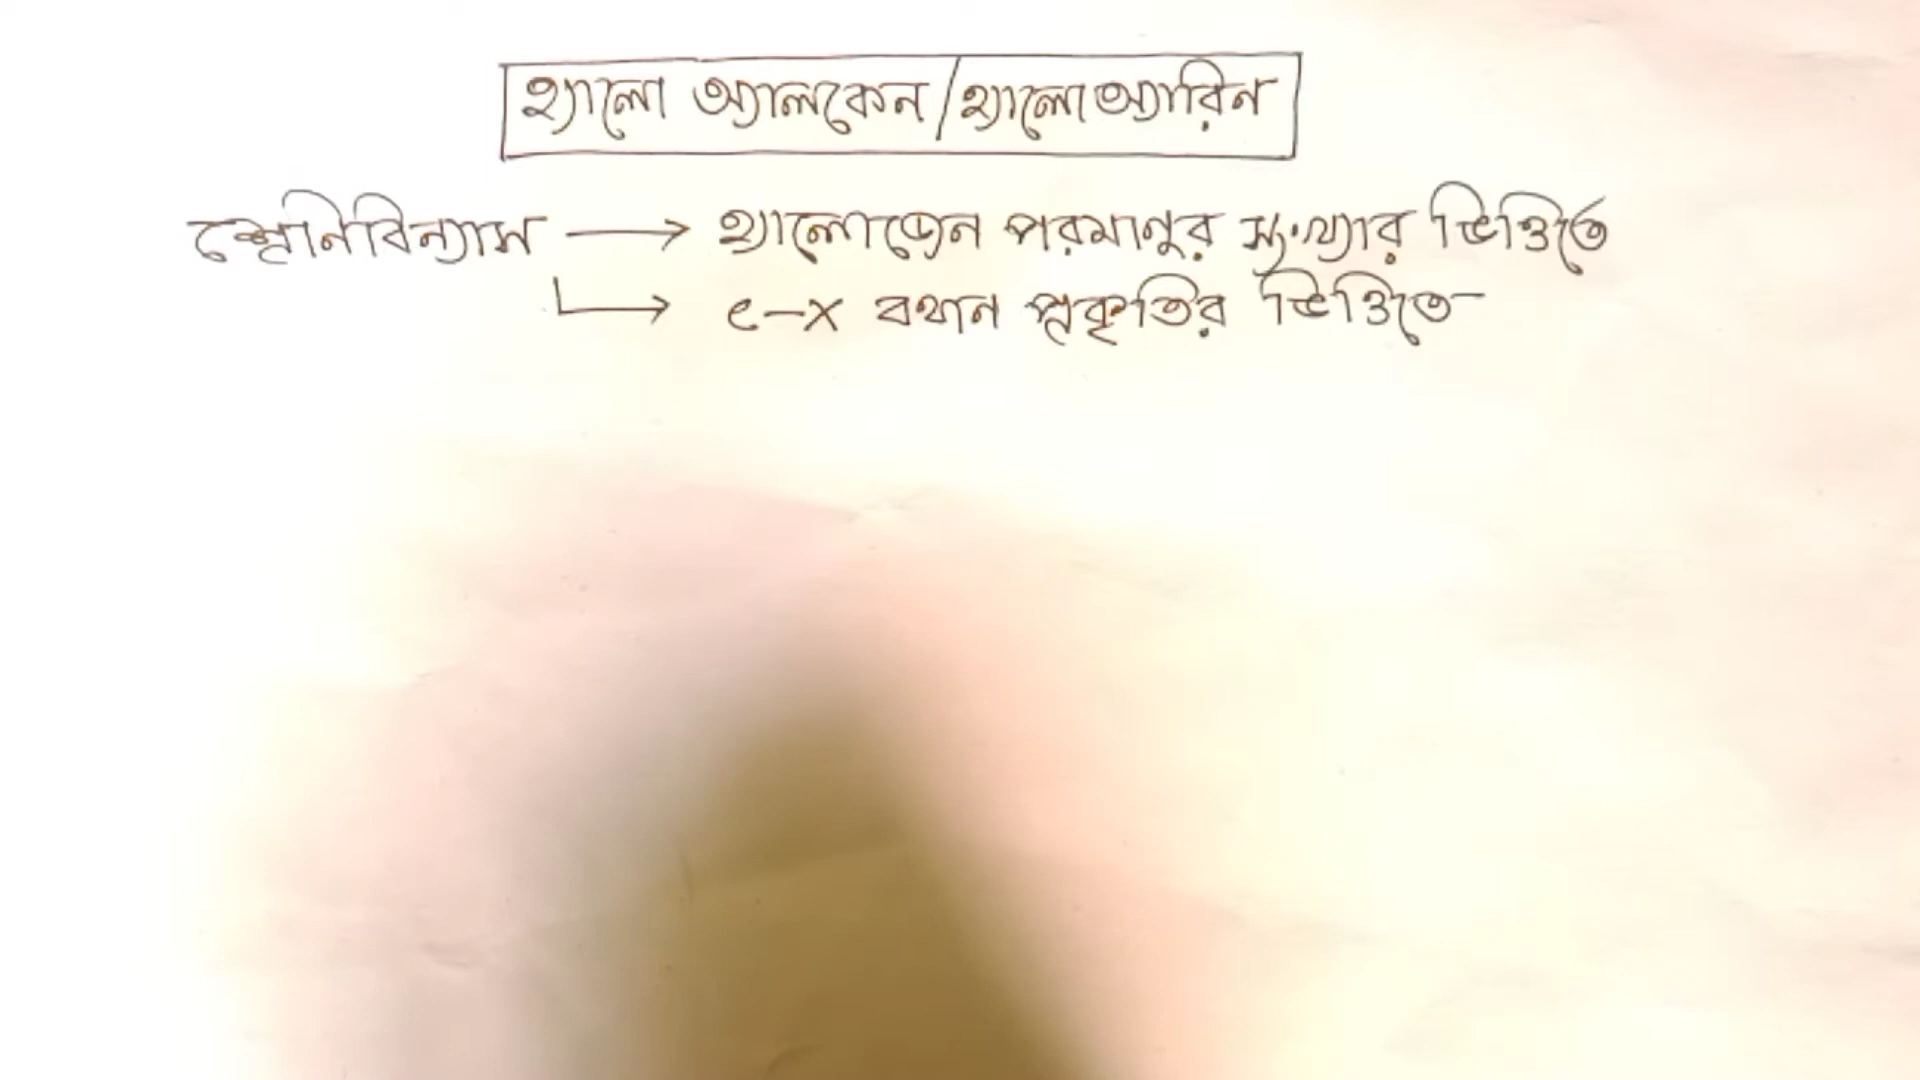 হ্যালো অ্যালকেন/হ্যালোঅ্যারিন
শ্রেনিবিন্যাস → হ্যালোজেন পরমানুর সংখ্যার ভিত্তিতে
↳ c-x বন্ধন প্রকৃতির ভিত্তিতে